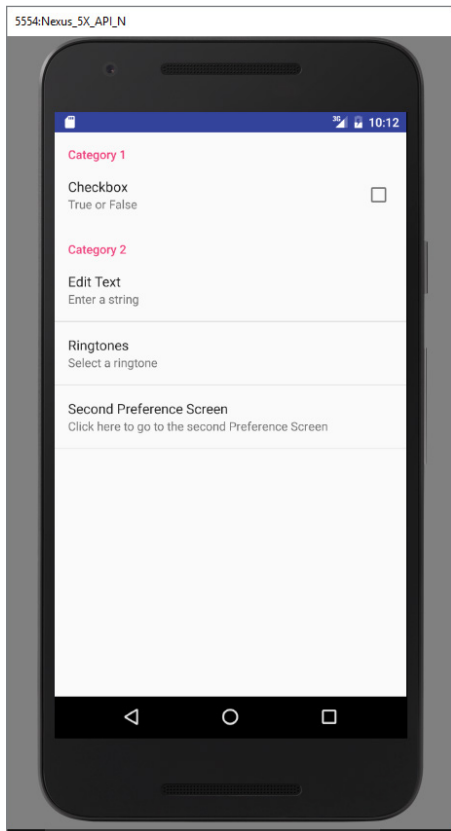 5554:Nexus_5X_API_N
3G 10:12
Category 1
Checkbox
True or False
Category 2
Edit Text
Enter a string
Ringtones
Select a ringtone
Second Preference Screen
Click here to go to the second Preference Screen